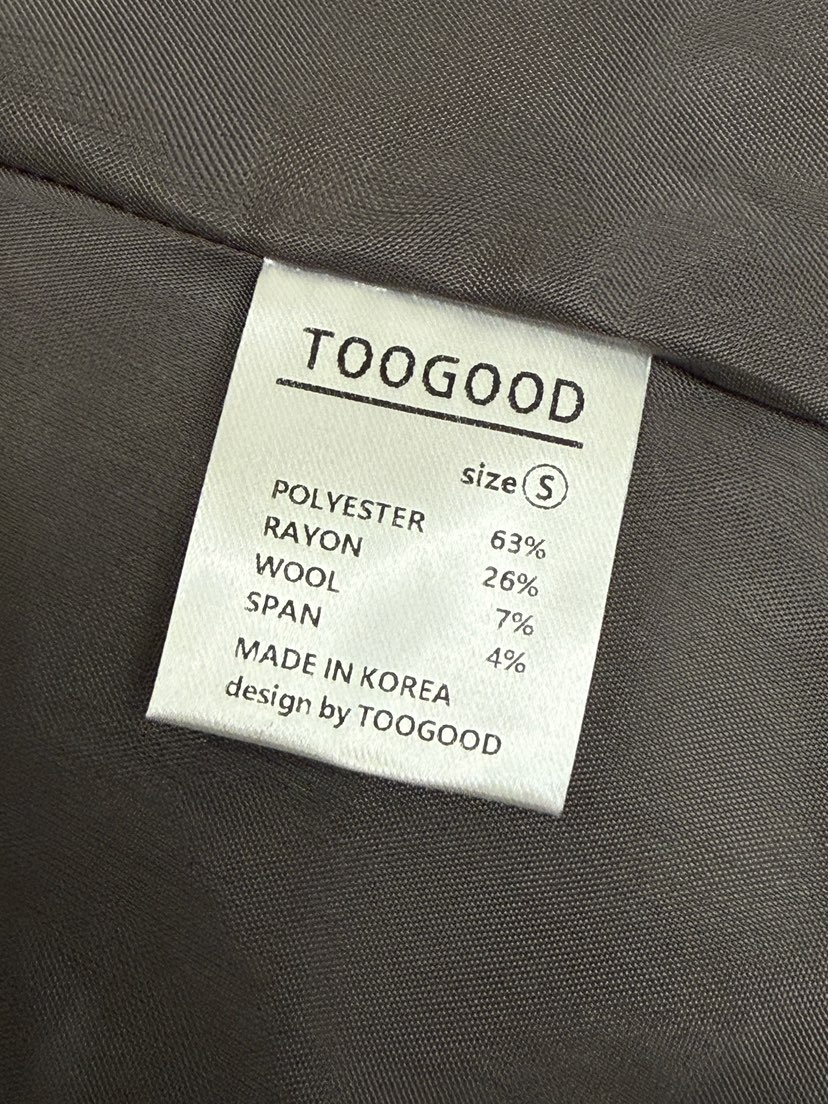 TOOGOOD
size Ⓢ
POLYESTER 63%
RAYON 26%
WOOL 7%
SPAN 4%
MADE IN KOREA
design by TOOGOOD